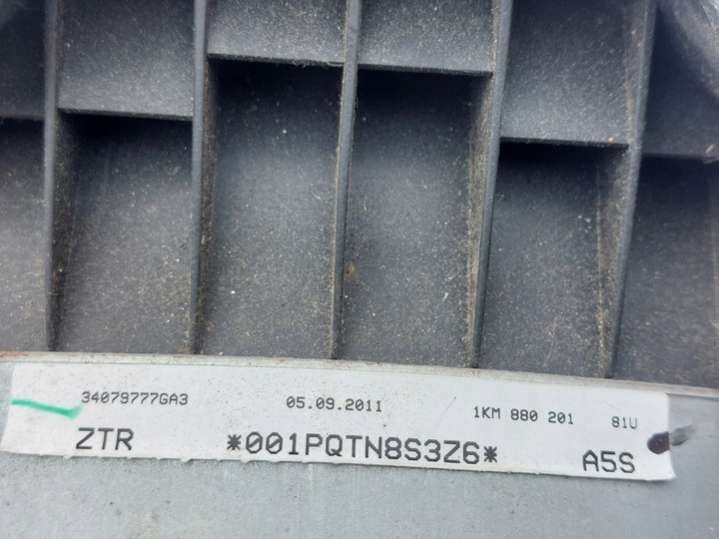 34079777GA3 05.09.2011 1KM 880 201 81U
ZTR *001PQTN8S3Z6* A5S